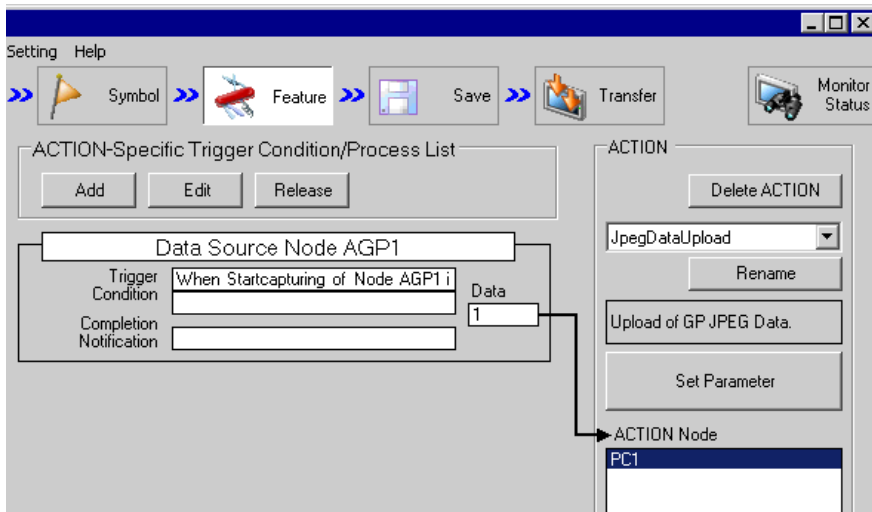 Setting Help
Symbol Feature Save Transfer Monitor Status
ACTION-Specific Trigger Condition/Process List
Add Edit Release
Data Source Node AGP1
Trigger Condition When Startcapturing of Node AGP1 i
Data
1
Completion Notification
ACTION
Delete ACTION
JpegDataUpload
Rename
Upload of GP JPEG Data.
Set Parameter
ACTION Node
PC1